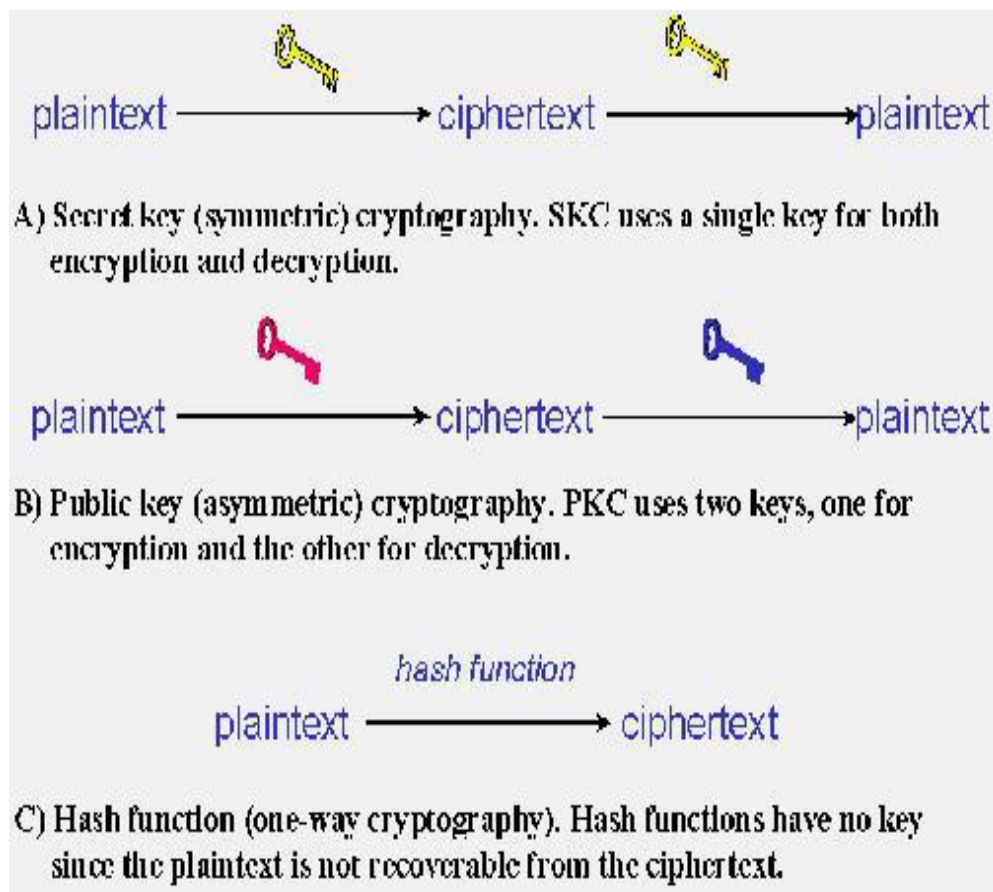 plaintext ciphertext plaintext
A) Secret key (symmetric) cryptography. SKC uses a single key for both
encryption and decryption.
plaintext ciphertext plaintext
B) Public key (asymmetric) cryptography. PKC uses two keys, one for
encryption and the other for decryption.
hash function
plaintext ciphertext
C) Hash function (one-way cryptography). Hash functions have no key
since the plaintext is not recoverable from the ciphertext.